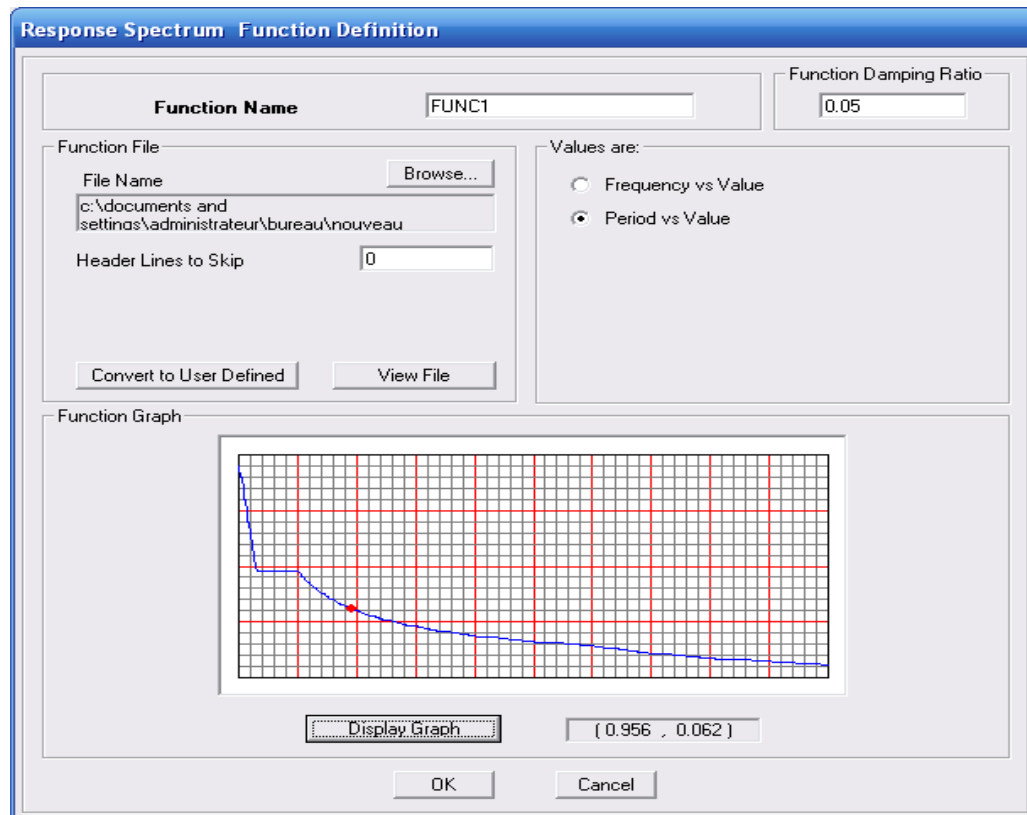 Response Spectrum Function Definition
Function Damping Ratio
Function Name
FUNC1
0.05
Function File
Values are:
File Name
Browse...
Frequency vs Value
c:\documents and
settings\administrateur\bureau\nouveau
Period vs Value
Header Lines to Skip
0
Convert to User Defined
View File
Function Graph
Display Graph
( 0.956 , 0.062 )
OK
Cancel